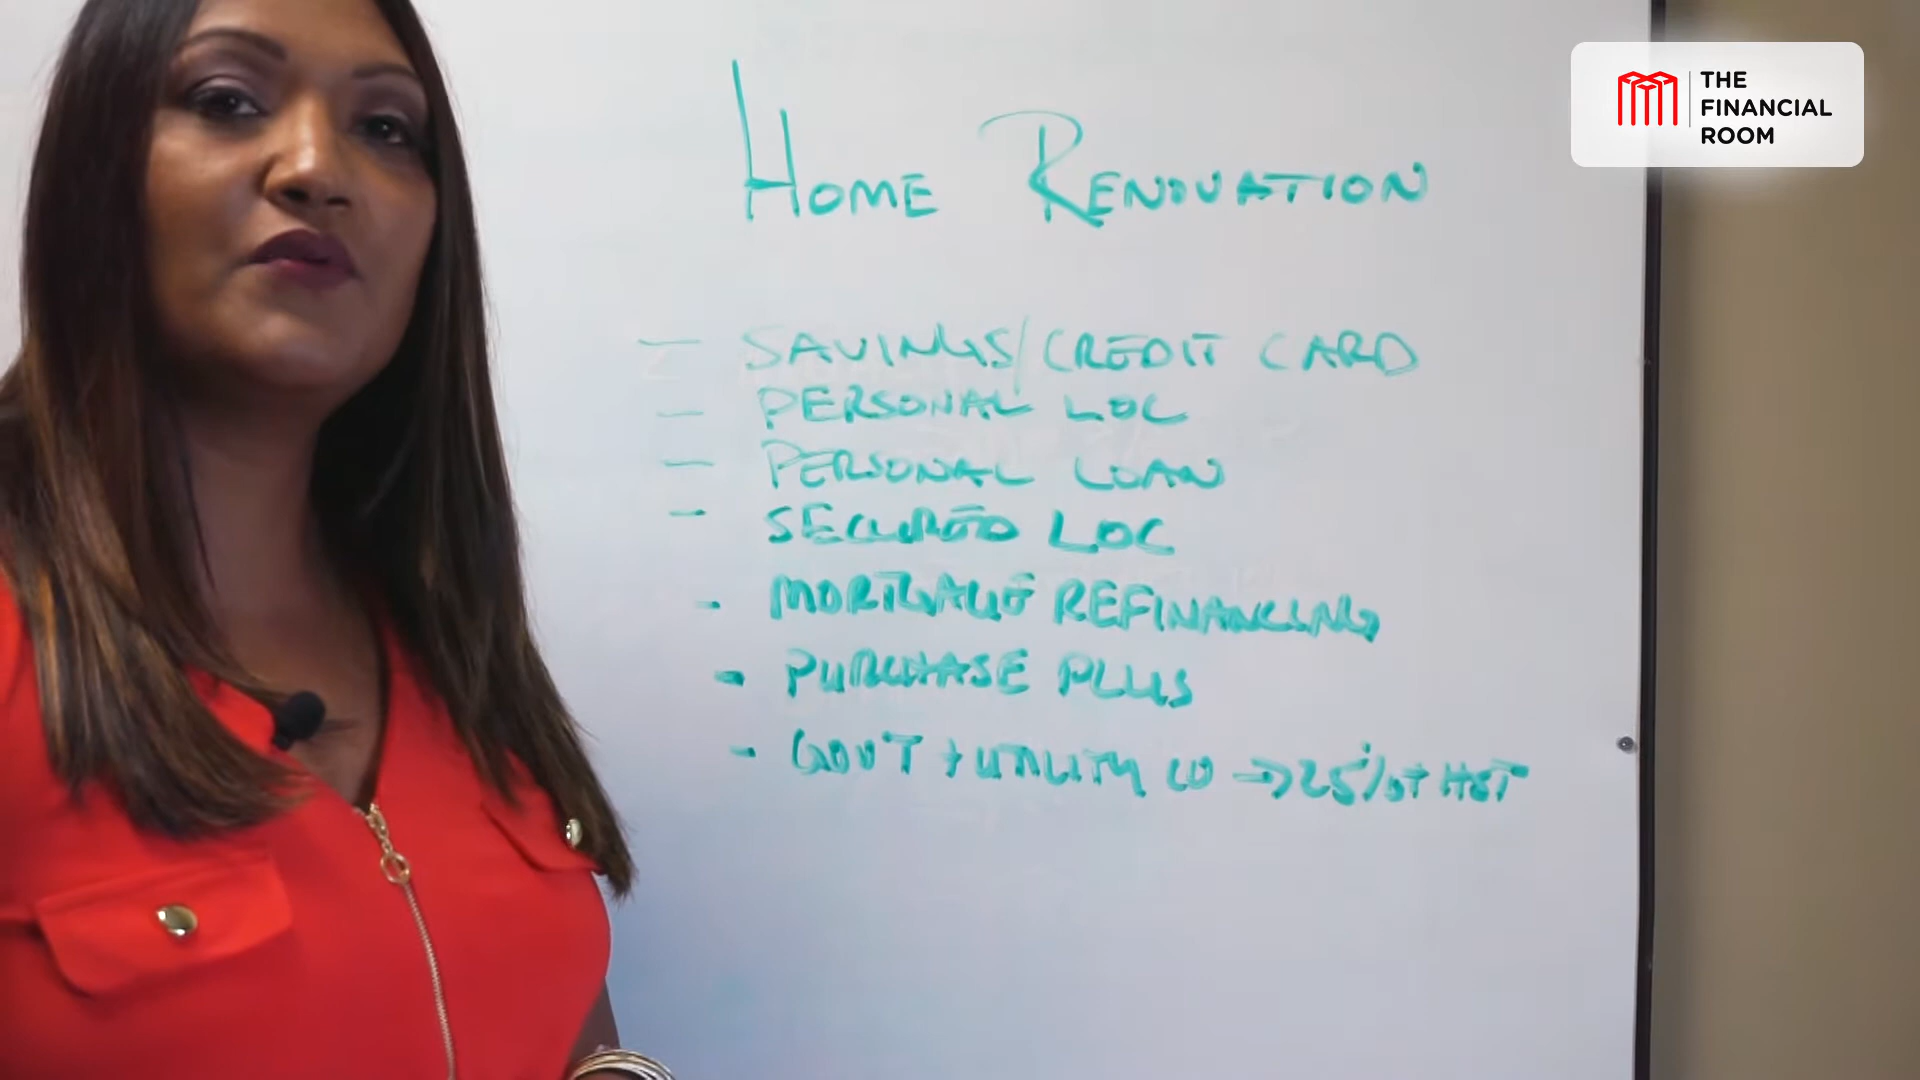 THE
FINANCIAL
ROOM
HOME RENOVATION
- SAVINGS/CREDIT CARD
- PERSONAL LOC
- PERSONAL LOAN
- SECURED LOC
- MORTGAGE REFINANCING
- PURCHASE PLUS
- GOV'T + UTILITY CO → 25% OF HST